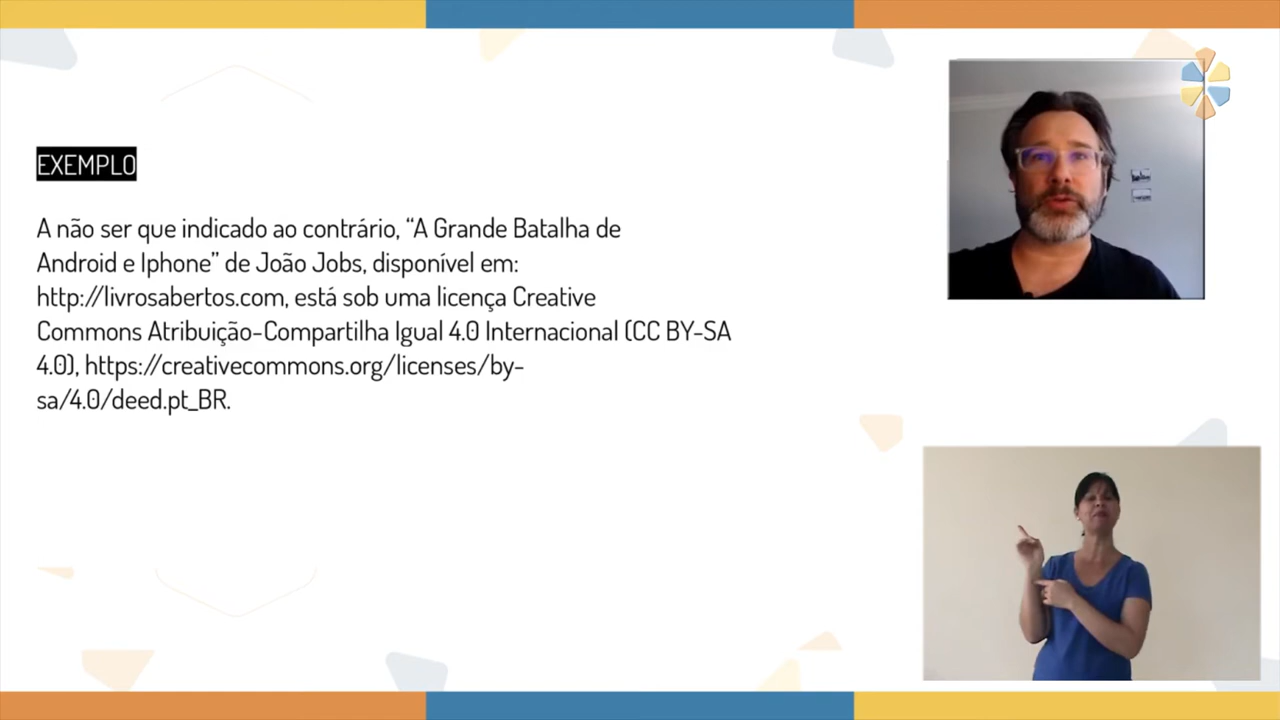 EXEMPLO
A não ser que indicado ao contrário, “A Grande Batalha de
Android e Iphone” de João Jobs, disponível em:
http://livrosabertos.com, está sob uma licença Creative
Commons Atribuição-Compartilha Igual 4.0 Internacional (CC BY-SA
4.0), https://creativecommons.org/licenses/by-
sa/4.0/deed.pt_BR.